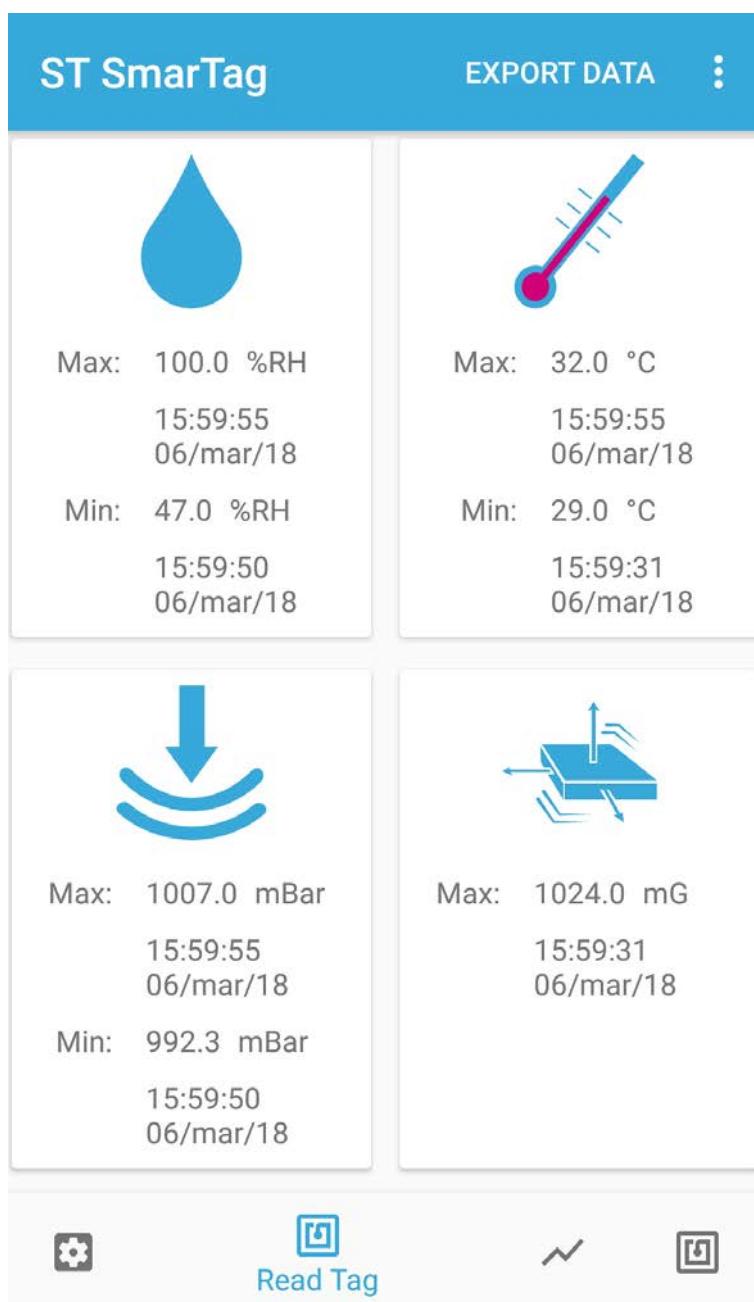 ST SmarTag
EXPORT DATA
Max: 100.0 %RH
15:59:55
06/mar/18
Min: 47.0 %RH
15:59:50
06/mar/18
Max: 32.0 °C
15:59:55
06/mar/18
Min: 29.0 °C
15:59:31
06/mar/18
Max: 1007.0 mBar
15:59:55
06/mar/18
Min: 992.3 mBar
15:59:50
06/mar/18
Max: 1024.0 mG
15:59:31
06/mar/18
Read Tag